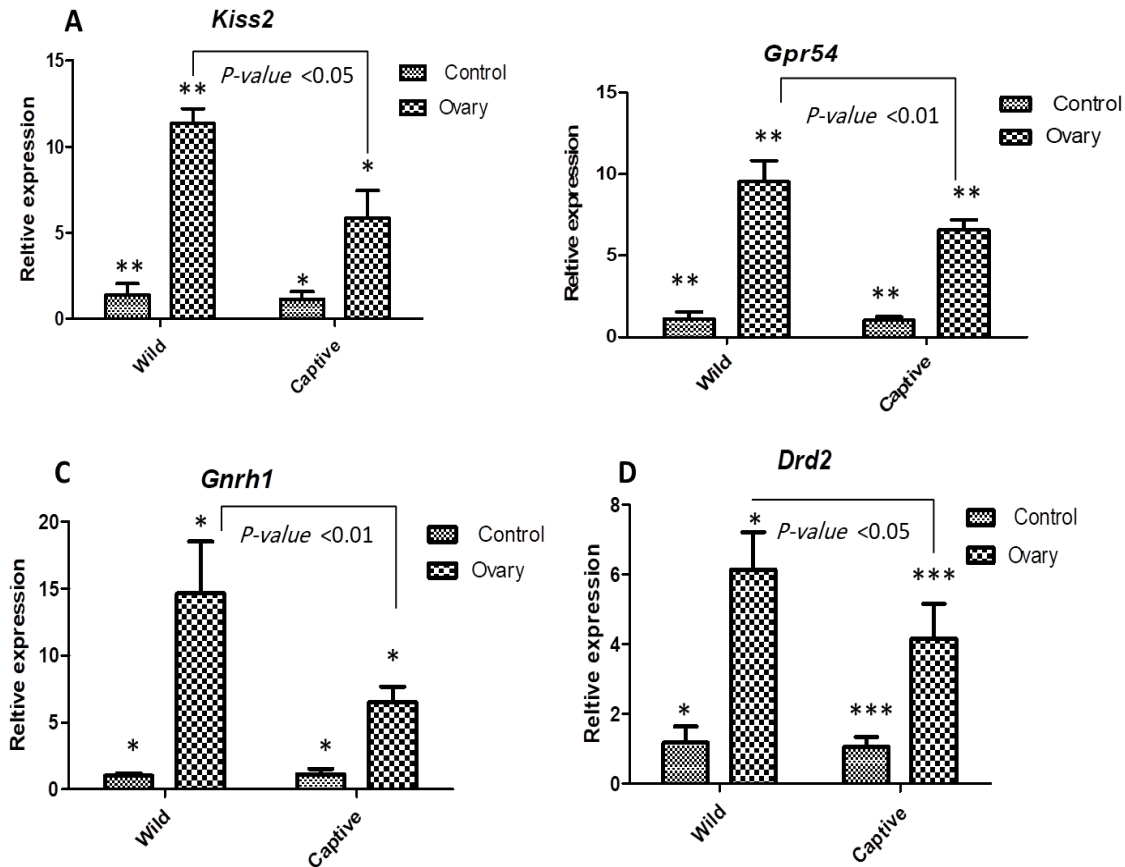 A
Kiss2
15
10
5
0
Reltive expression
P-value <0.05
**
**
*
*
Wild
Captive
Control
Ovary
Gpr54
15
10
5
0
Reltive expression
P-value <0.01
**
**
**
**
Wild
Captive
Control
Ovary
C
Gnrh1
20
15
10
5
0
Reltive expression
P-value <0.01
*
*
*
*
Wild
Captive
Control
Ovary
D
Drd2
8
6
4
2
0
Reltive expression
P-value <0.05
*
*
***
***
Wild
Captive
Control
Ovary